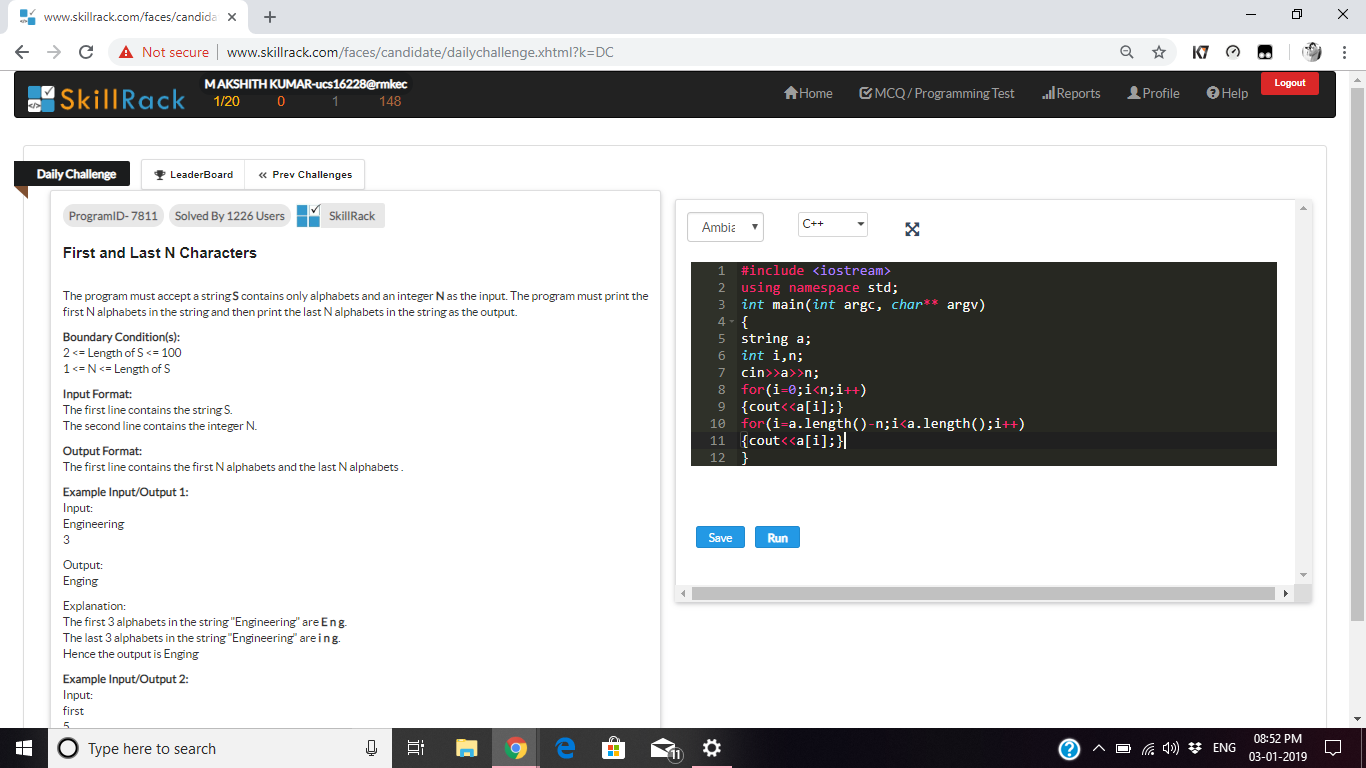 www.skillrack.com/faces/candida
Not secure | www.skillrack.com/faces/candidate/dailychallenge.xhtml?k=DC
SkillRack
M AKSHITH KUMAR-ucs16228@rmkec
1/20 0 1 148
Home MCQ / Programming Test Reports Profile Help Logout
Daily Challenge LeaderBoard « Prev Challenges
ProgramID- 7811 Solved By 1226 Users SkillRack
First and Last N Characters
The program must accept a string S contains only alphabets and an integer N as the input. The program must print the
first N alphabets in the string and then print the last N alphabets in the string as the output.
Boundary Condition(s):
2 <= Length of S <= 100
1 <= N <= Length of S
Input Format:
The first line contains the string S.
The second line contains the integer N.
Output Format:
The first line contains the first N alphabets and the last N alphabets .
Example Input/Output 1:
Input:
Engineering
3
Output:
Enging
Explanation:
The first 3 alphabets in the string "Engineering" are E n g.
The last 3 alphabets in the string "Engineering" are i n g.
Hence the output is Enging
Example Input/Output 2:
Input:
first
5
Ambia C++
1 #include <iostream>
2 using namespace std;
3 int main(int argc, char** argv)
4 {
5 string a;
6 int i,n;
7 cin>>a>>n;
8 for(i=0;i<n;i++)
9 {cout<<a[i];}
10 for(i=a.length()-n;i<a.length();i++)
11 {cout<<a[i];}
12 }
Save Run
Type here to search
11
ENG
08:52 PM
03-01-2019